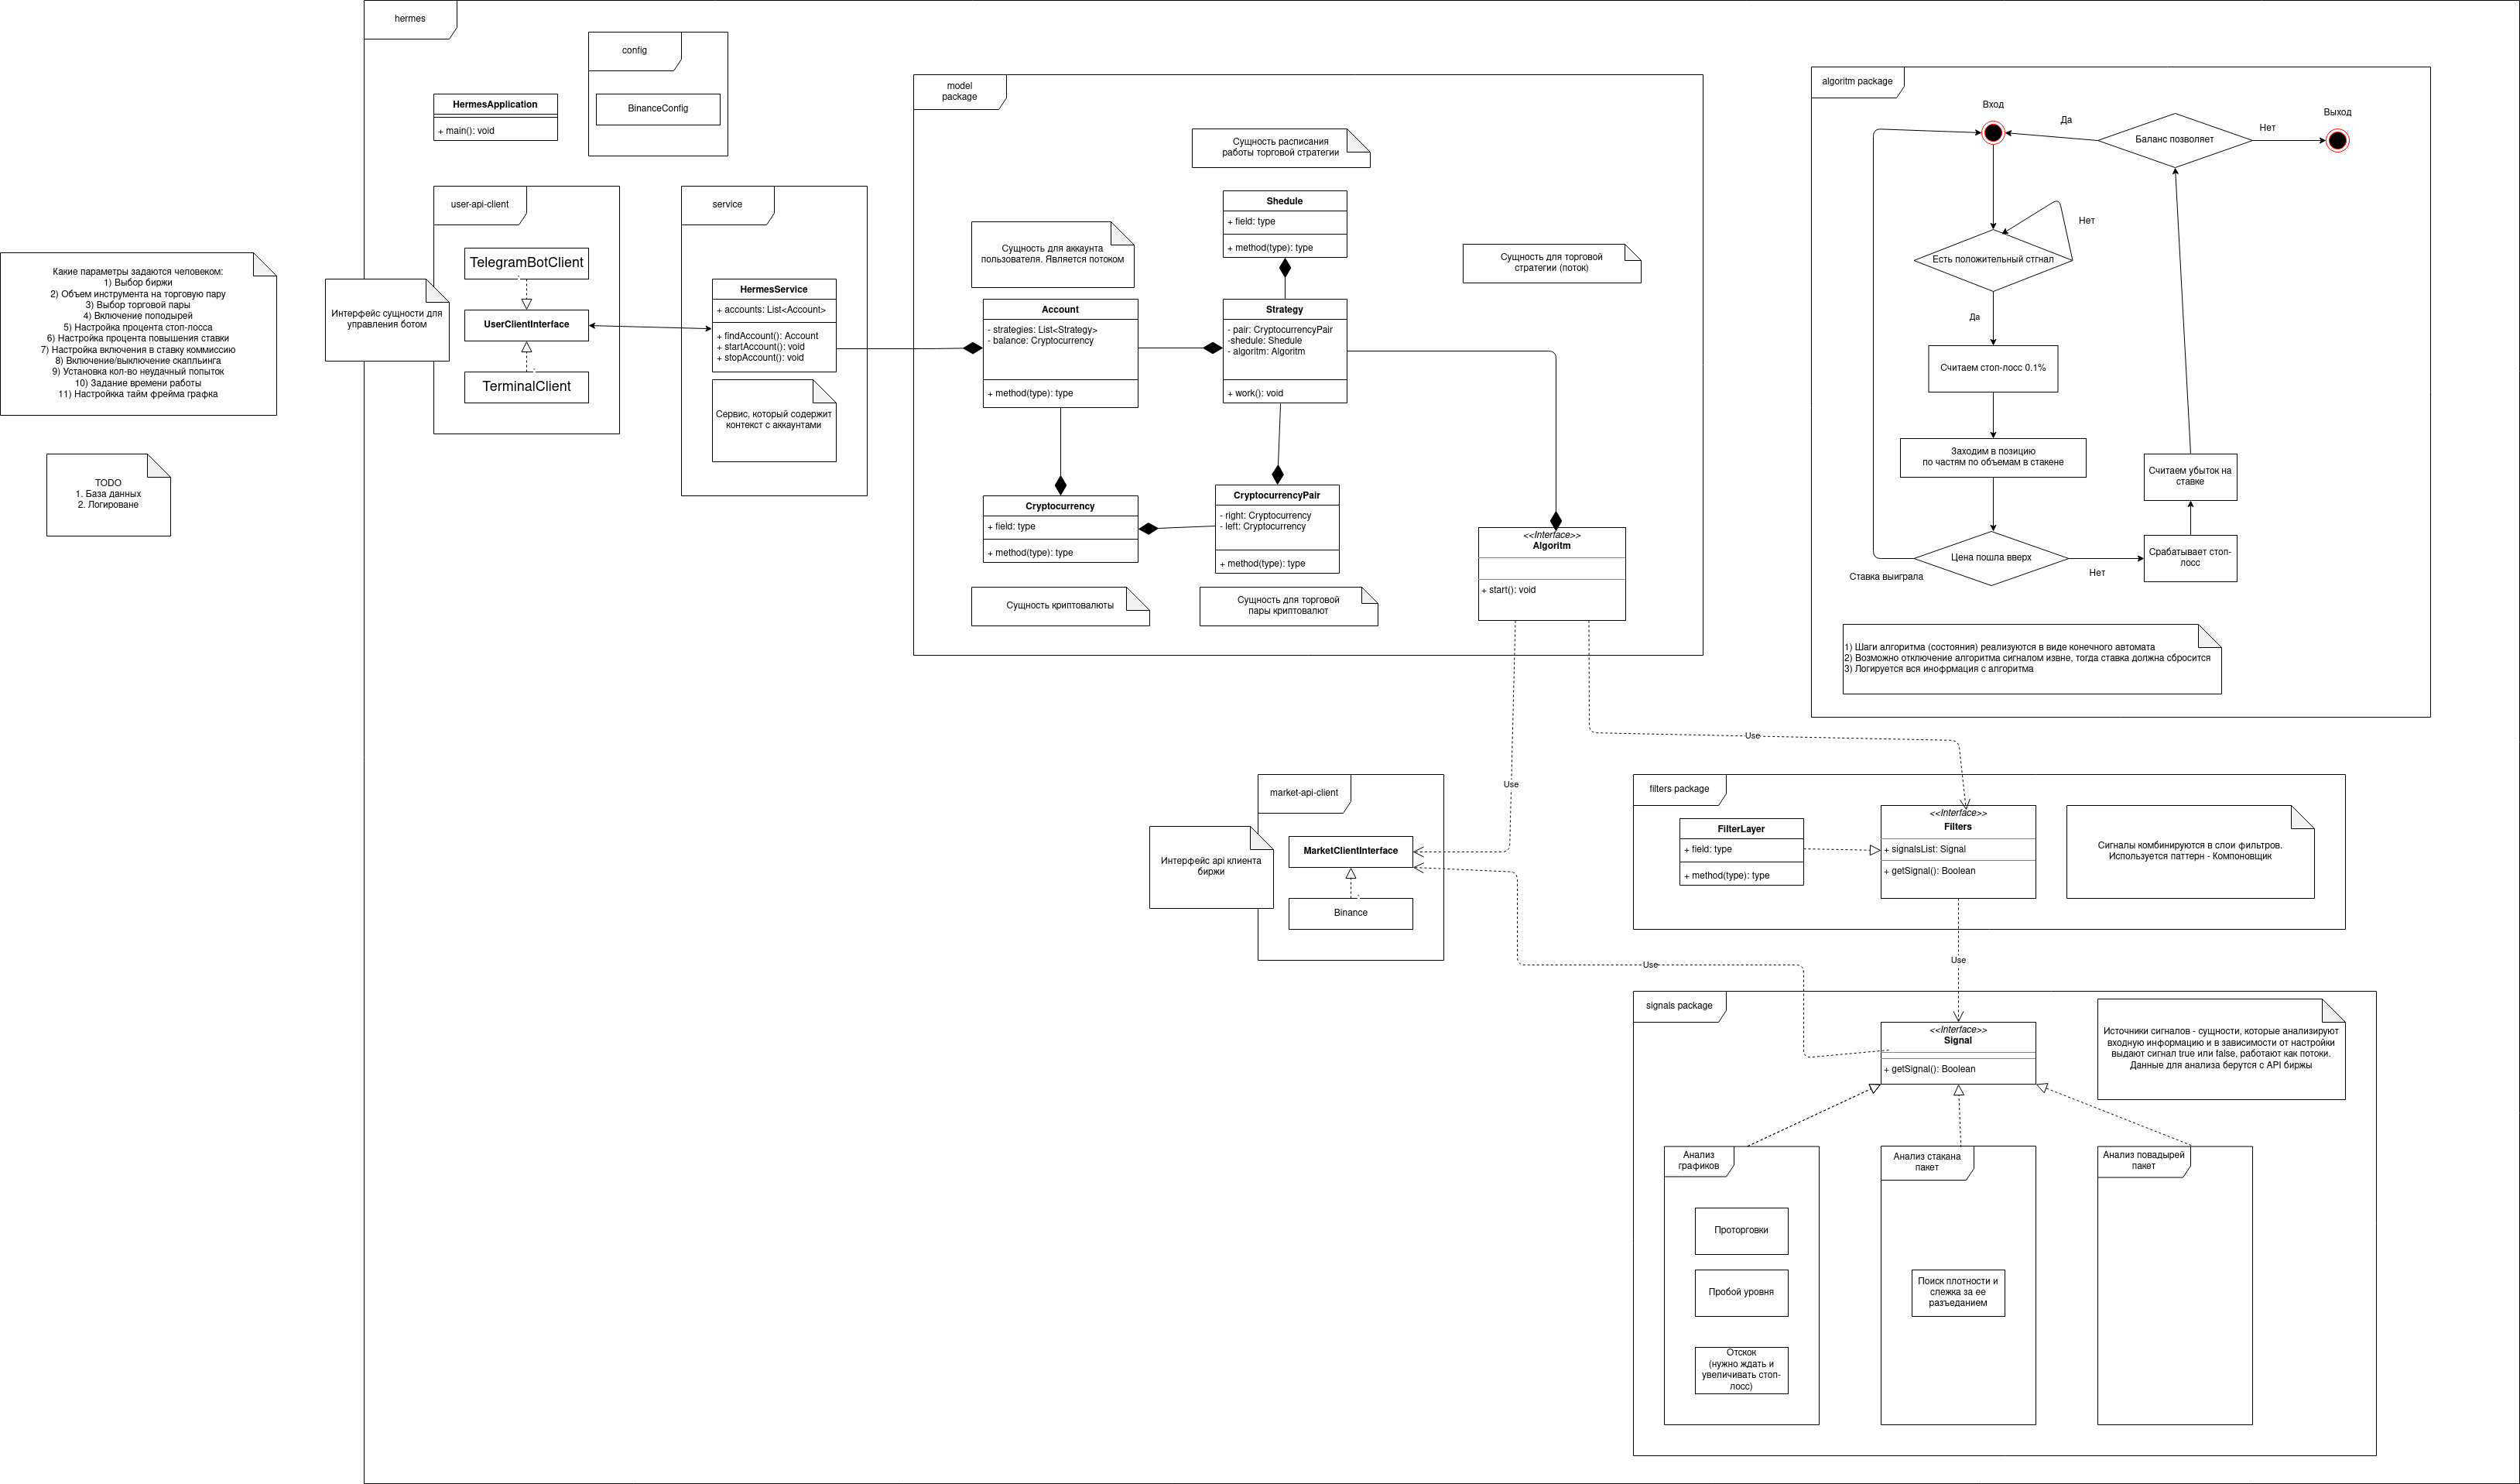 hermes
config
BinanceConfig
HermesApplication
+ main(): void
user-api-client
TelegramBotClient
UserClientInterface
TerminalClient
Интерфейс сущности для
управления ботом
Какие параметры задаются человеком:
1) Выбор биржи
2) Объем инструмента на торговую пару
3) Выбор торговой пары
4) Включение поподырей
5) Настройка процента стоп-лосса
6) Настройка процента повышения ставки
7) Настройка включения в ставку коммиссию
8) Включение/выключение скалльинга
9) Установка кол-во неудачный попыток
10) Задание времени работы
11) Настройкка тайм фрейма графка
TODO
1. База данных
2. Логироване
service
HermesService
+ accounts: List<Account>
+ findAccount(): Account
+ startAccount(): void
+ stopAccount(): void
Сервис, который содержит
контекст с аккаунтами
model
package
Сущность расписания
работы торговой стратегии
Shedule
+ field: type
+ method(type): type
Сущность для аккаунта
пользователя. Является потоком
Сущность для торговой
стратегии (поток)
Account
- strategies: List<Strategy>
- balance: Cryptocurrency
+ method(type): type
Strategy
- pair: CryptocurrencyPair
-shedule: Shedule
- algoritm: Algoritm
+ work(): void
Cryptocurrency
+ field: type
+ method(type): type
CryptocurrencyPair
- right: Cryptocurrency
- left: Cryptocurrency
+ method(type): type
<<Interface>>
Algoritm
+ start(): void
Сущность криптовалюты
Сущность для торговой
пары криптовалют
algoritm package
Вход
Да
Баланс позволяет
Нет
Выход
Нет
Есть положительный стгнал
Да
Считаем стоп-лосс 0.1%
Заходим в позицию
по частям по объемам в стакене
Считаем убыток на
ставке
Цена пошла вверх
Срабатывает стоп-
лосс
Нет
Ставка выиграла
1) Шаги алгоритма (состояния) реализуются в виде конечного автомата
2) Возможно отключение алгоритма сигналом извне, тогда ставка должна сбросится
3) Логируется вся инофрмация с алгоритма
Use
Use
market-api-client
MarketClientInterface
Binance
Интерфейс api клиента
биржи
filters package
FilterLayer
+ field: type
+ method(type): type
<<Interface>>
Filters
+ signalsList: Signal
+ getSignal(): Boolean
Сигналы комбинируются в слои фильтров.
Используется паттерн - Компоновщик
Use
Use
signals package
<<Interface>>
Signal
+ getSignal(): Boolean
Источники сигналов - сущности, которые анализируют
входную информацию и в зависимости от настройки
выдают сигнал true или false, работают как потоки.
Данные для анализа берутся с API биржы
Анализ
графиков
Проторговки
Пробой уровня
Отскок
(нужно ждать и
увеличивать стоп-
лосс)
Анализ стакана
пакет
Поиск плотности и
слежка за ее
разъеданием
Анализ повадырей
пакет